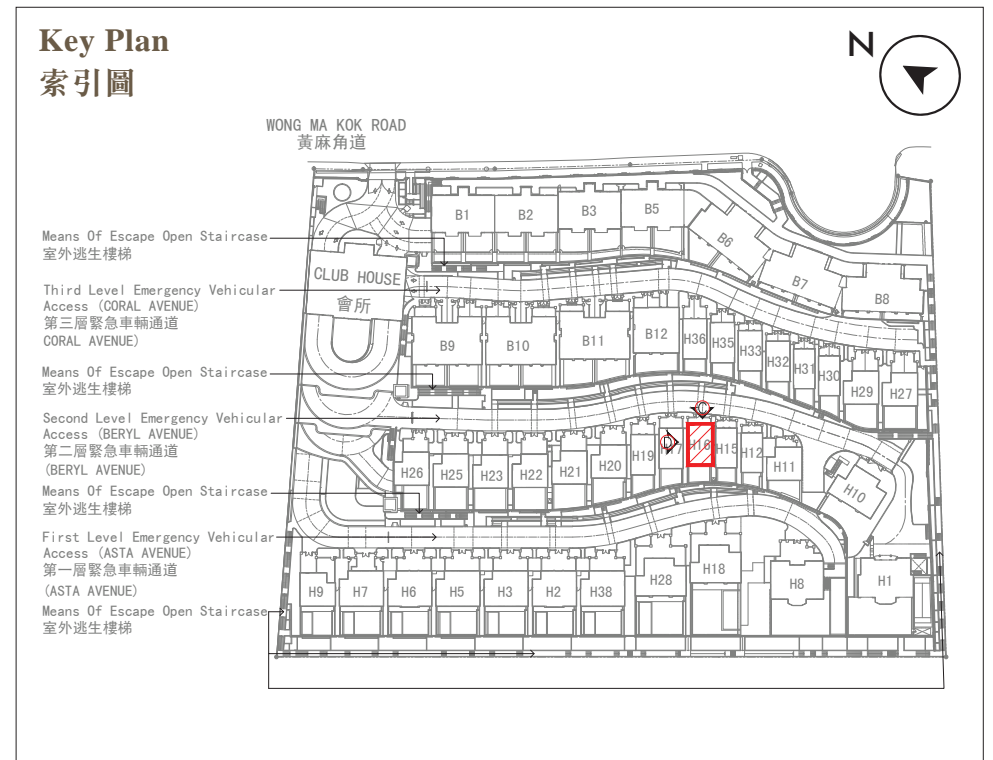 Key Plan
索引圖
N
WONG MA KOK ROAD
黃麻角道
B1
B2
B3
B5
B6
B7
B8
Means Of Escape Open Staircase
室外逃生樓梯
CLUB HOUSE
會所
Third Level Emergency Vehicular
Access (CORAL AVENUE)
第三層緊急車輛通道
CORAL AVENUE)
B9
B10
B11
B12
H36
H35
H33
H32
H31
H30
H29
H27
Means Of Escape Open Staircase
室外逃生樓梯
Second Level Emergency Vehicular
Access (BERYL AVENUE)
第二層緊急車輛通道
(BERYL AVENUE)
H26
H25
H23
H22
H21
H20
H19
H17
H16
H15
H12
H11
H10
Means Of Escape Open Staircase
室外逃生樓梯
First Level Emergency Vehicular
Access (ASTA AVENUE)
第一層緊急車輛通道
(ASTA AVENUE)
H9
H7
H6
H5
H3
H2
H38
H28
H18
H8
H1
Means Of Escape Open Staircase
室外逃生樓梯